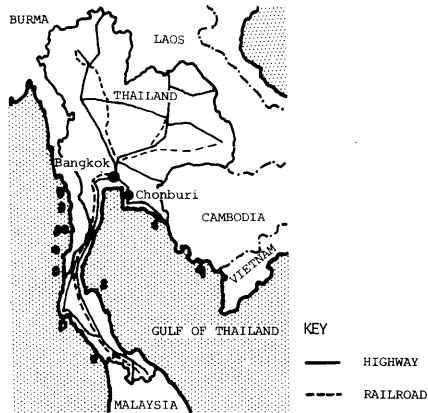 BURMA
LAOS
THAILAND
Bangkok
Chonburi
CAMBODIA
VIETNAM
GULF OF THAILAND
MALAYSIA
KEY
HIGHWAY
RAILROAD